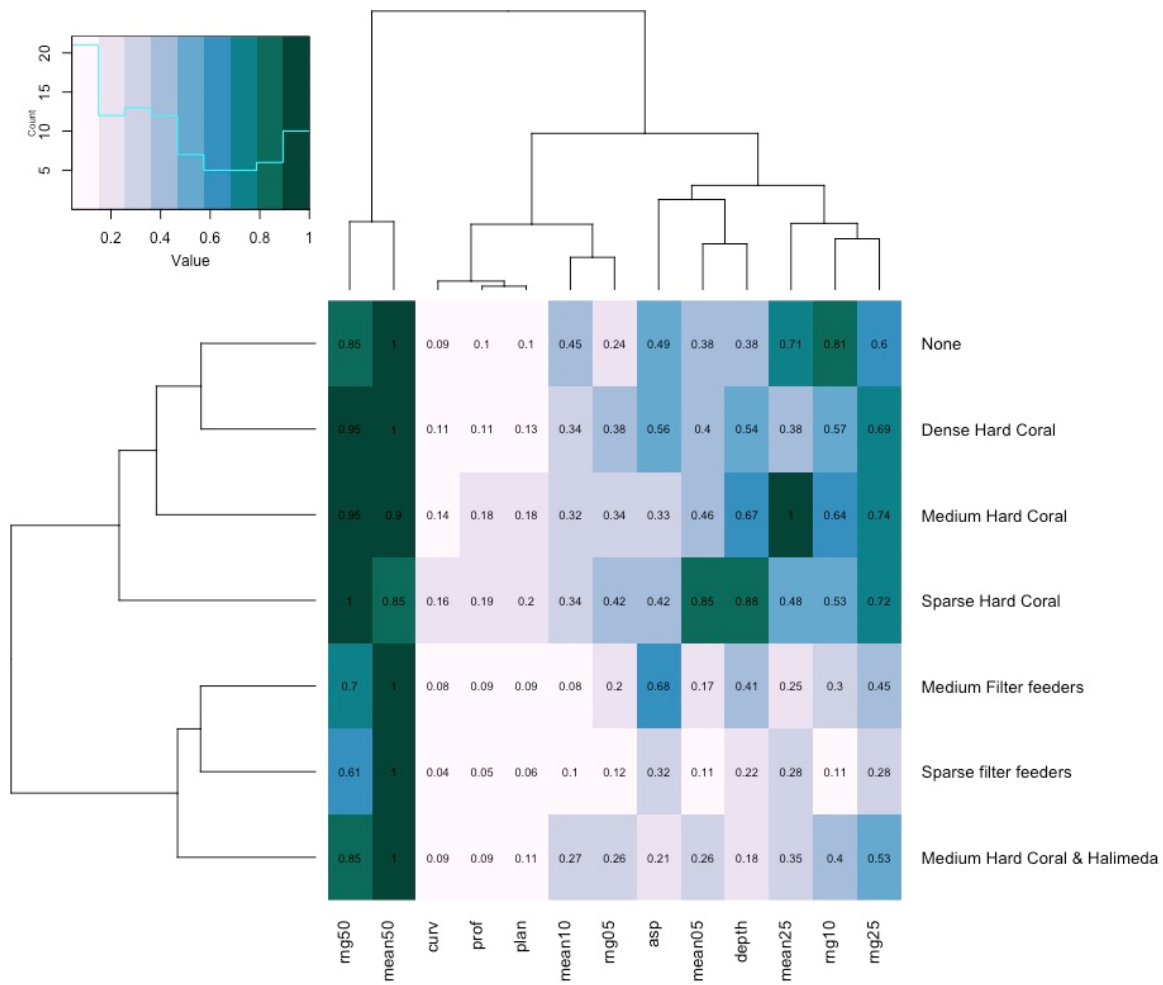 20
15
Count
10
5
0.2 0.4 0.6 0.8 1
Value
0.85 1 0.09 0.1 0.1 0.45 0.24 0.49 0.38 0.38 0.71 0.81 0.6 None
0.95 1 0.11 0.11 0.13 0.34 0.38 0.56 0.4 0.54 0.38 0.57 0.69 Dense Hard Coral
0.95 0.9 0.14 0.18 0.18 0.32 0.34 0.33 0.46 0.67 1 0.64 0.74 Medium Hard Coral
1 0.85 0.16 0.19 0.2 0.34 0.42 0.42 0.85 0.88 0.48 0.53 0.72 Sparse Hard Coral
0.7 1 0.08 0.09 0.09 0.08 0.2 0.68 0.17 0.41 0.25 0.3 0.45 Medium Filter feeders
0.61 1 0.04 0.05 0.06 0.1 0.12 0.32 0.11 0.22 0.28 0.11 0.28 Sparse filter feeders
0.85 1 0.09 0.09 0.11 0.27 0.26 0.21 0.26 0.18 0.35 0.4 0.53 Medium Hard Coral & Halimeda
rng50 mean50 curv prof plan mean10 rng05 asp mean05 depth mean25 rng10 rng25